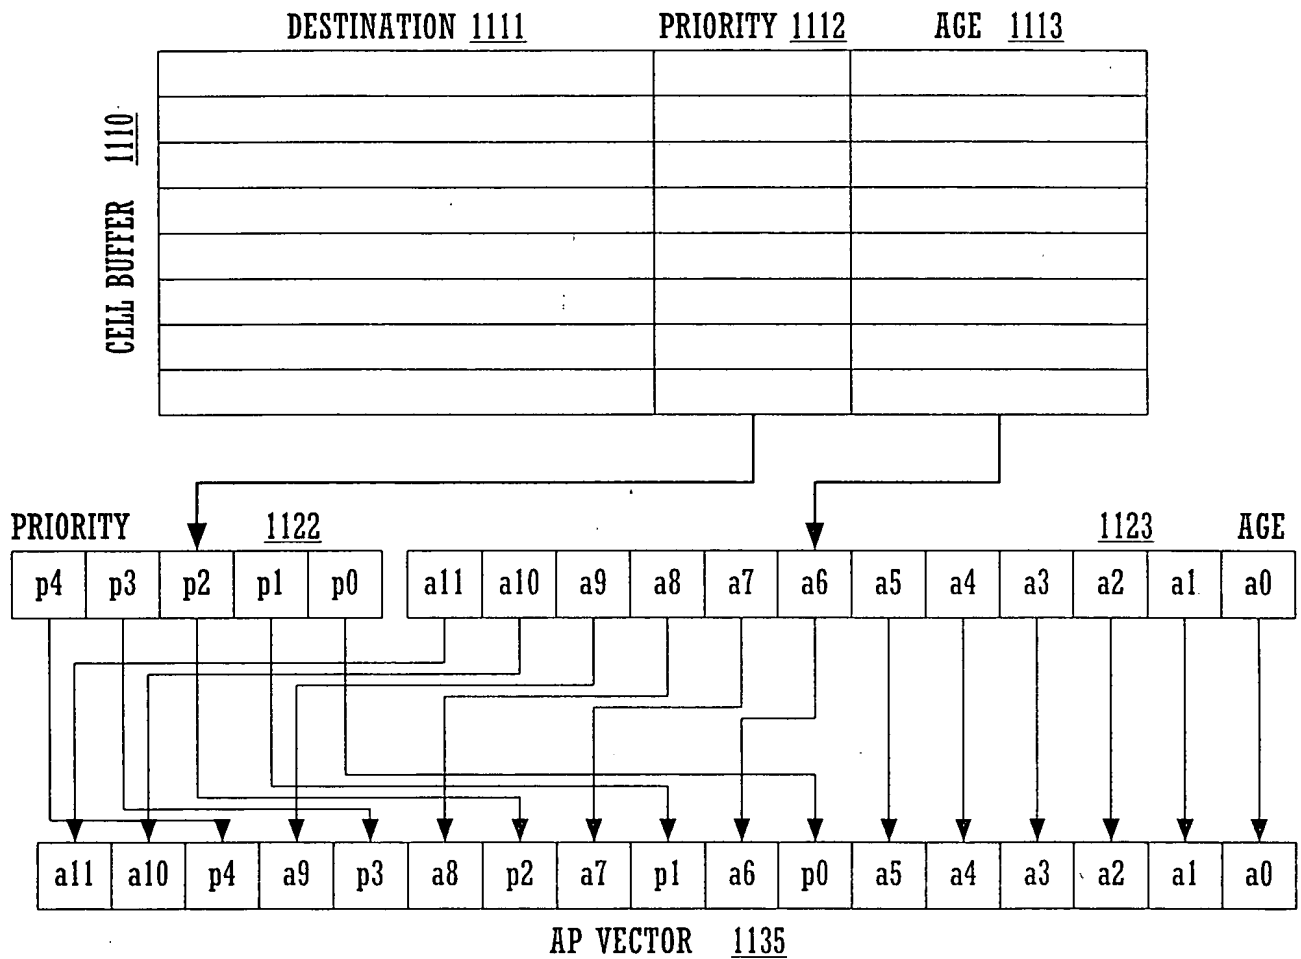 DESTINATION 1111 PRIORITY 1112 AGE 1113
CELL BUFFER 1110
PRIORITY 1122 1123 AGE
p4 p3 p2 p1 p0 a11 a10 a9 a8 a7 a6 a5 a4 a3 a2 a1 a0
a11 a10 p4 a9 p3 a8 p2 a7 p1 a6 p0 a5 a4 a3 a2 a1 a0
AP VECTOR 1135